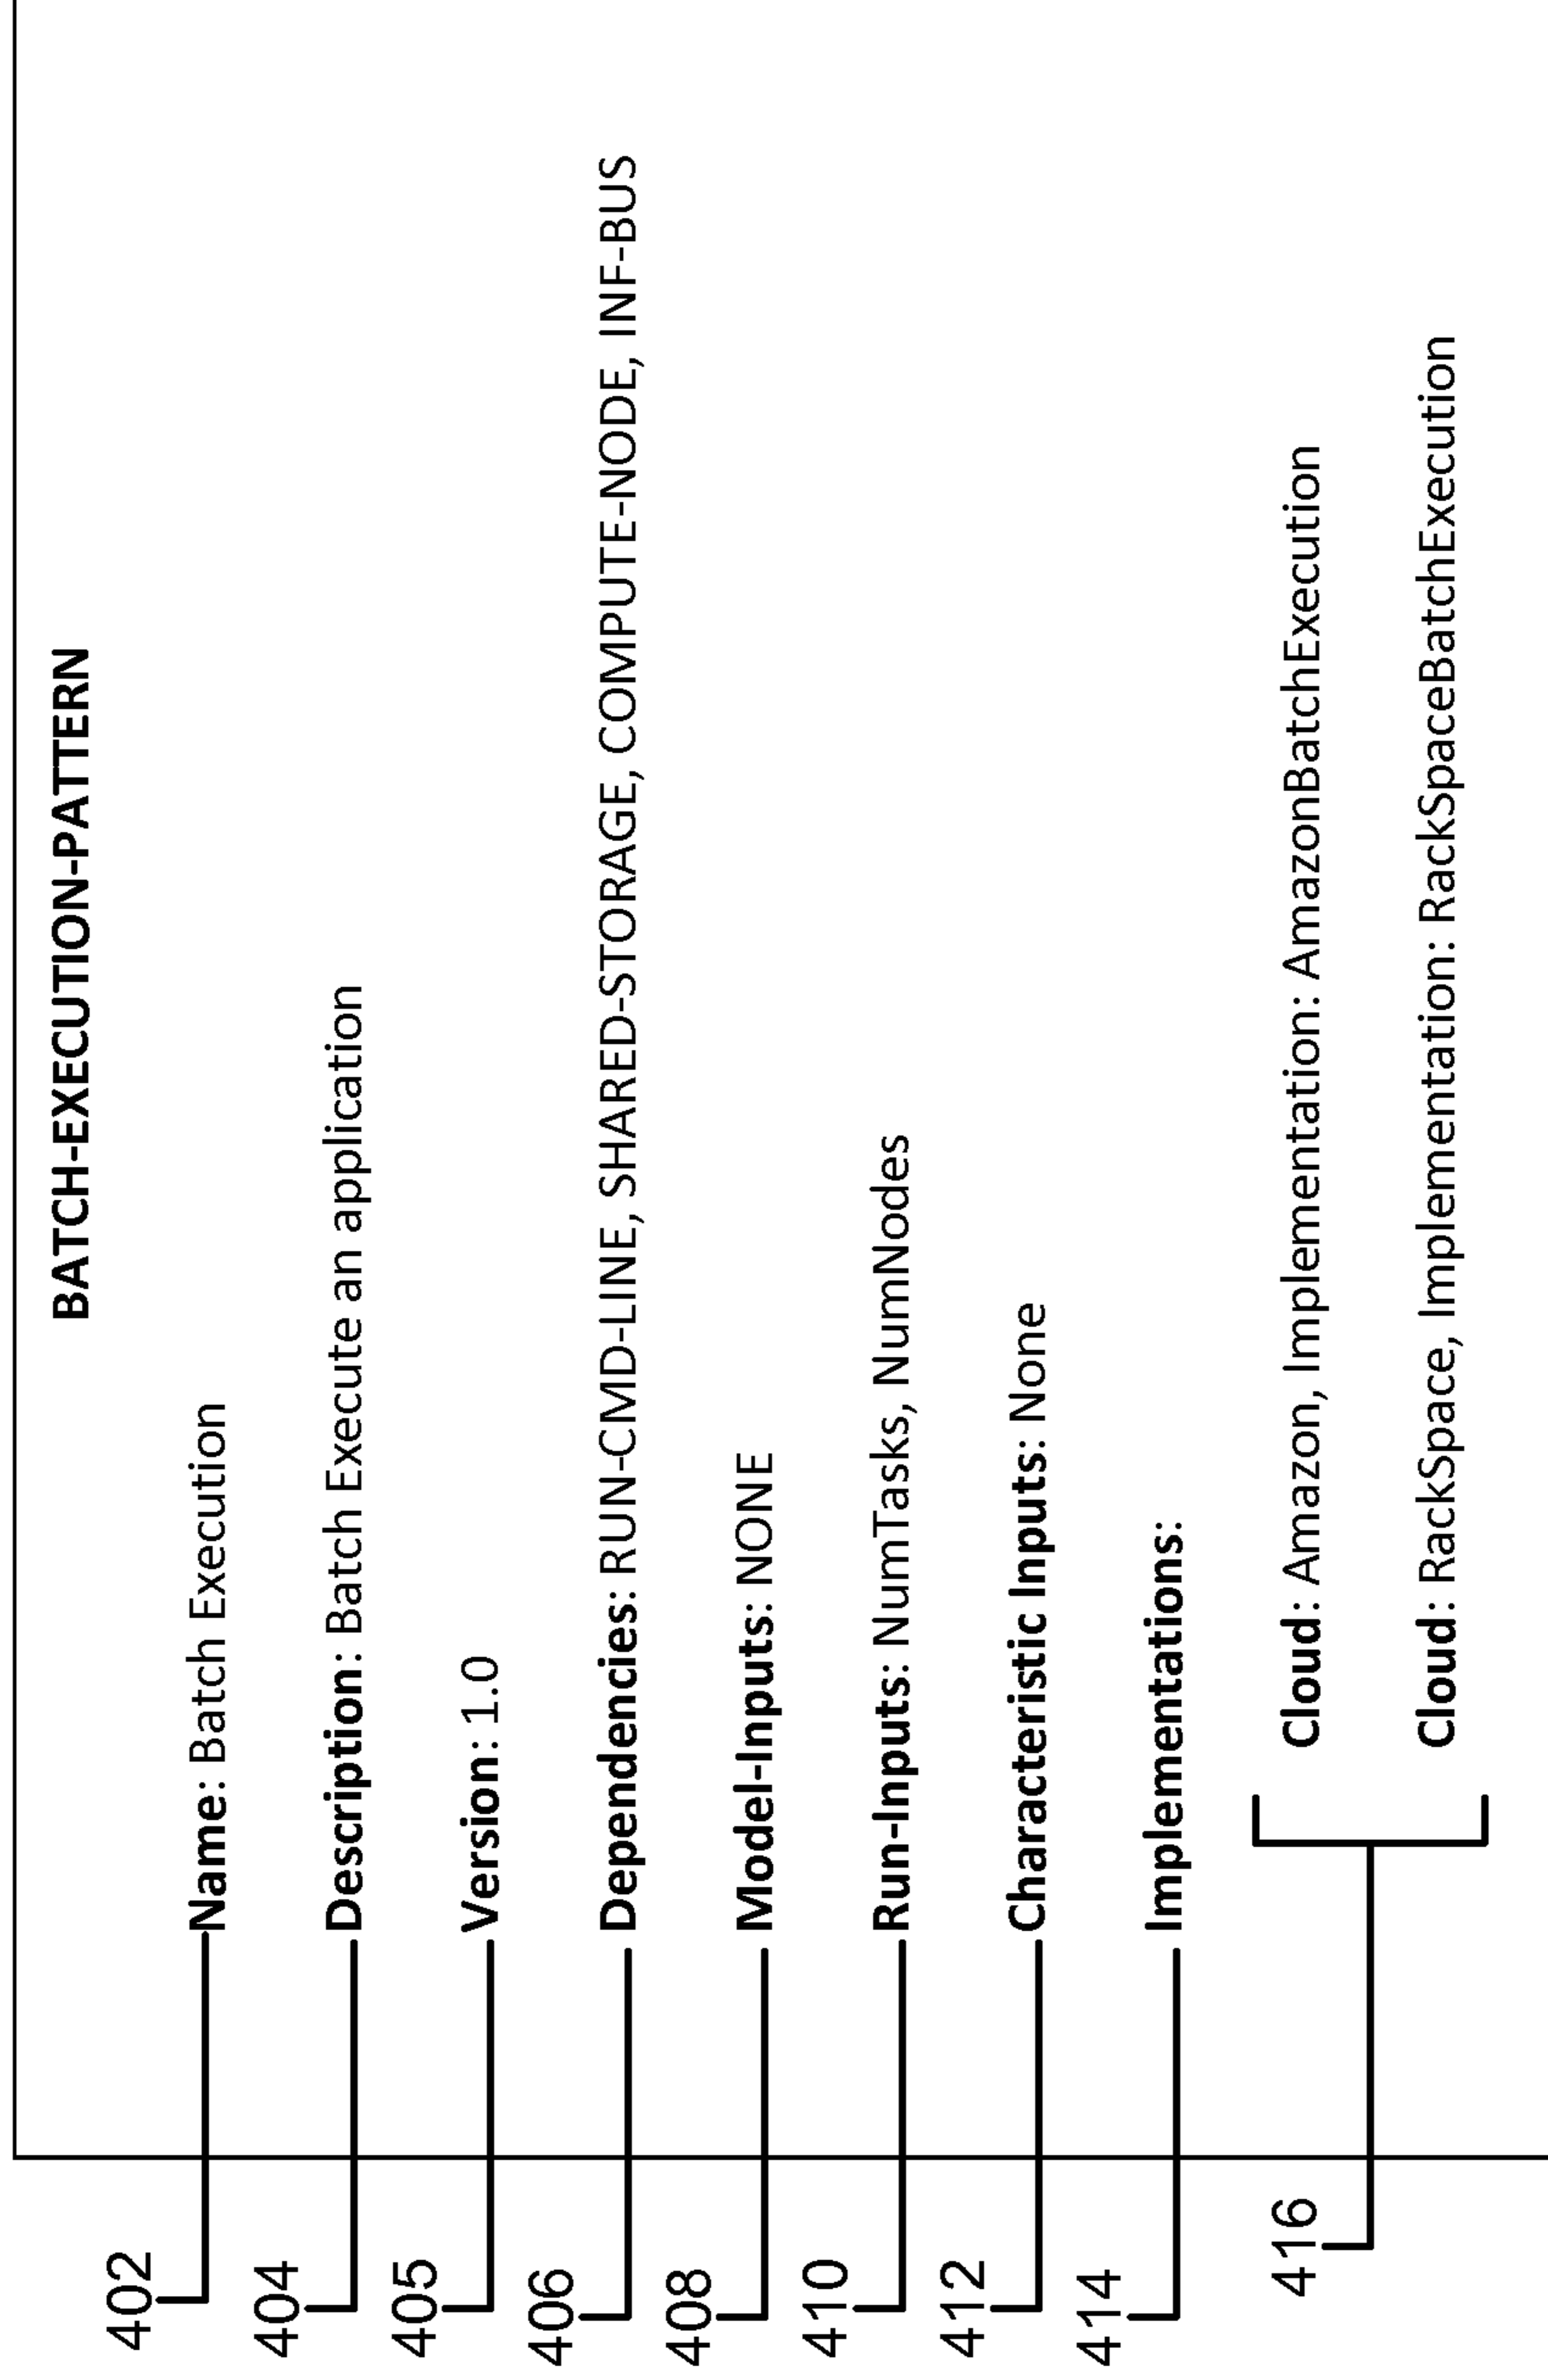 BATCH-EXECUTION-PATTERN
402 Name: Batch Execution
404 Description: Batch Execute an application
405 Version: 1.0
406 Dependencies: RUN-CMD-LINE, SHARED-STORAGE, COMPUTE-NODE, INF-BUS
408 Model-Inputs: NONE
410 Run-Inputs: NumTasks, NumNodes
412 Characteristic Inputs: None
414 Implementations:
416 Cloud: Amazon, Implementation: AmazonBatchExecution
Cloud: RackSpace, Implementation: RackSpaceBatchExecution